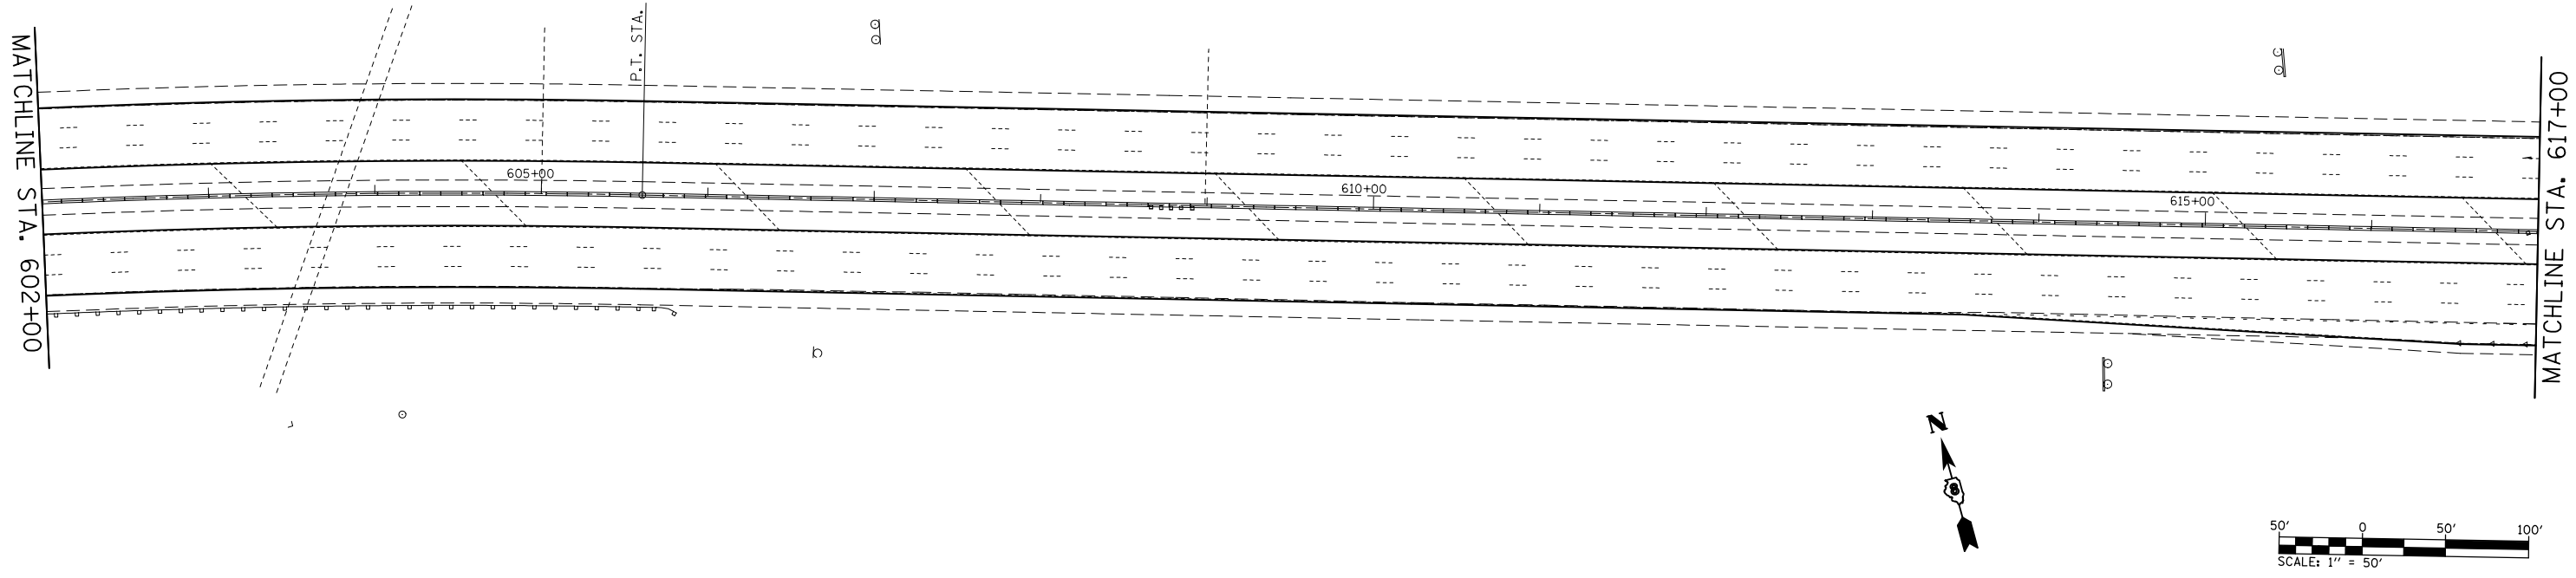 MATCHLINE STA. 602+00
P.T. STA.
605+00
610+00
615+00
MATCHLINE STA. 617+00
N
8
50' 0 50' 100'
SCALE: 1" = 50'